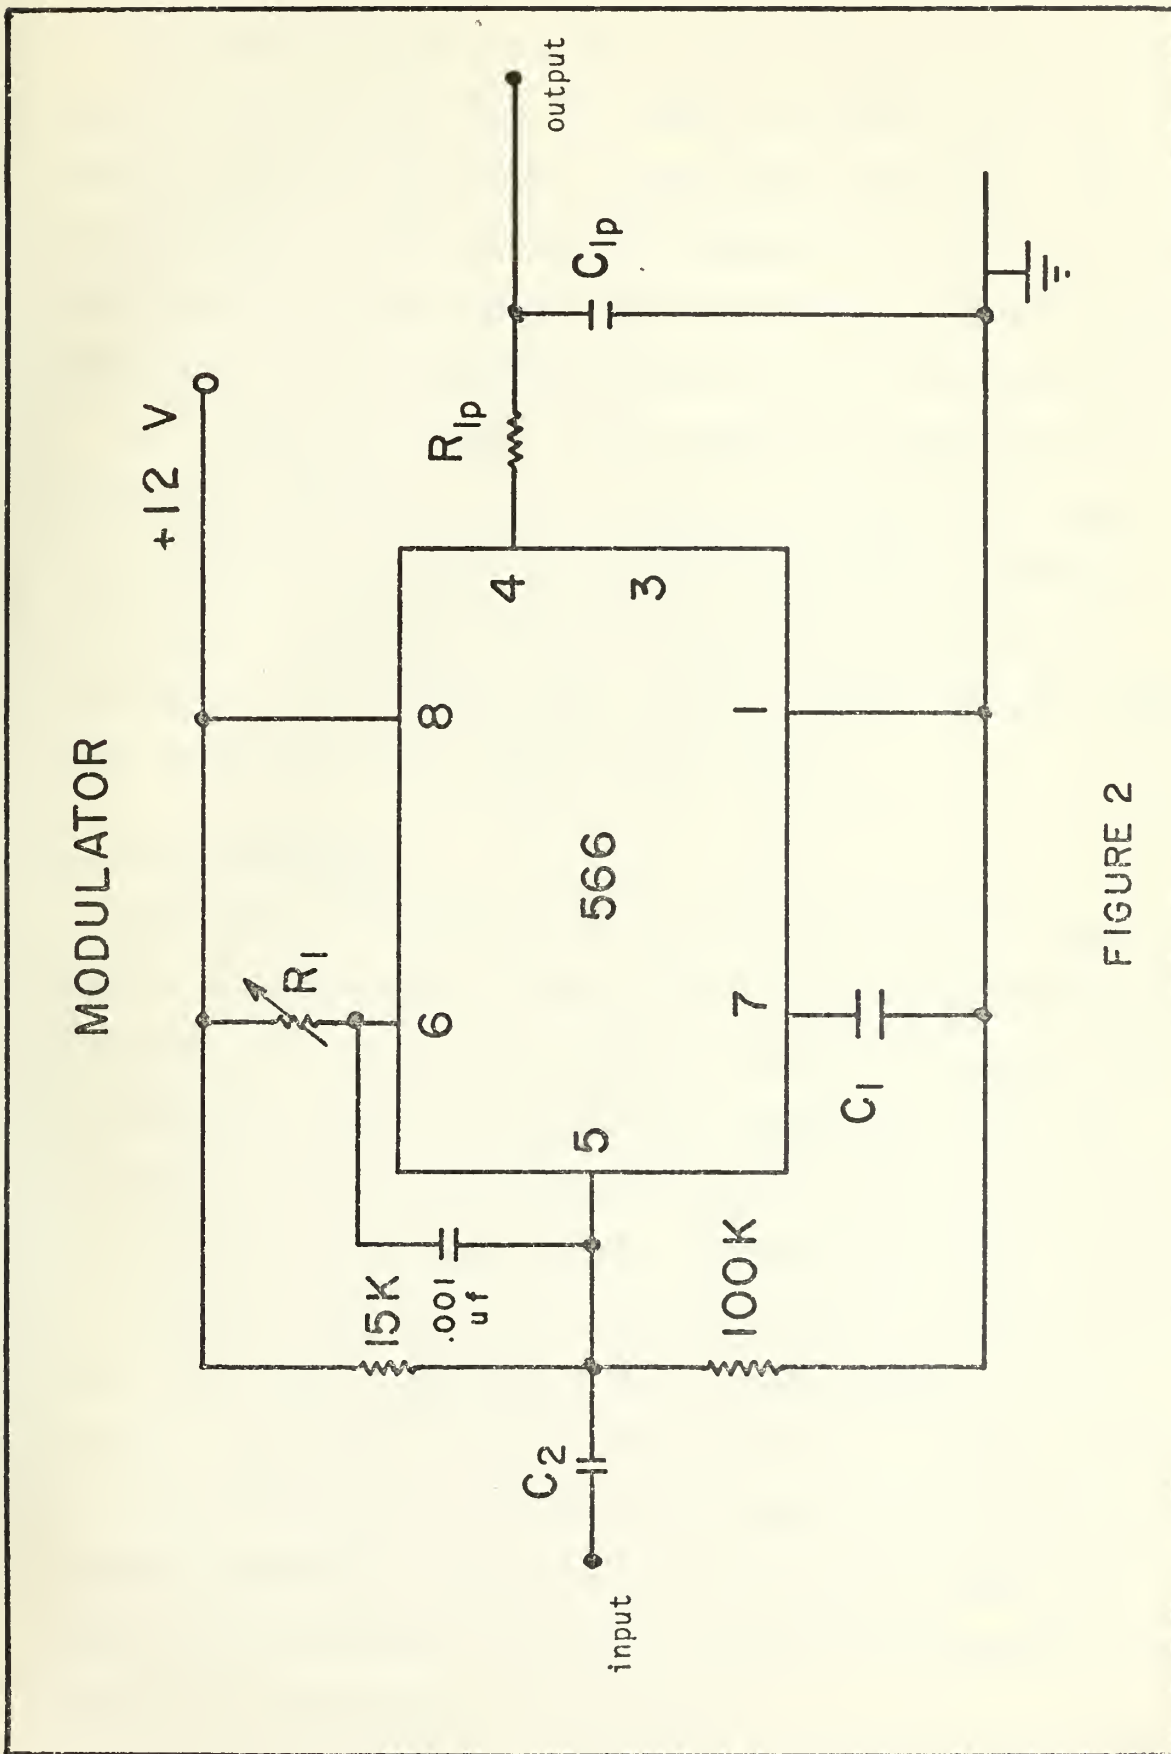 MODULATOR
+12 V
R1
8
6
4
3
R1p
C1p
output
566
5
7
1
15K
.001
uf
C2
input
100K
C1
FIGURE 2